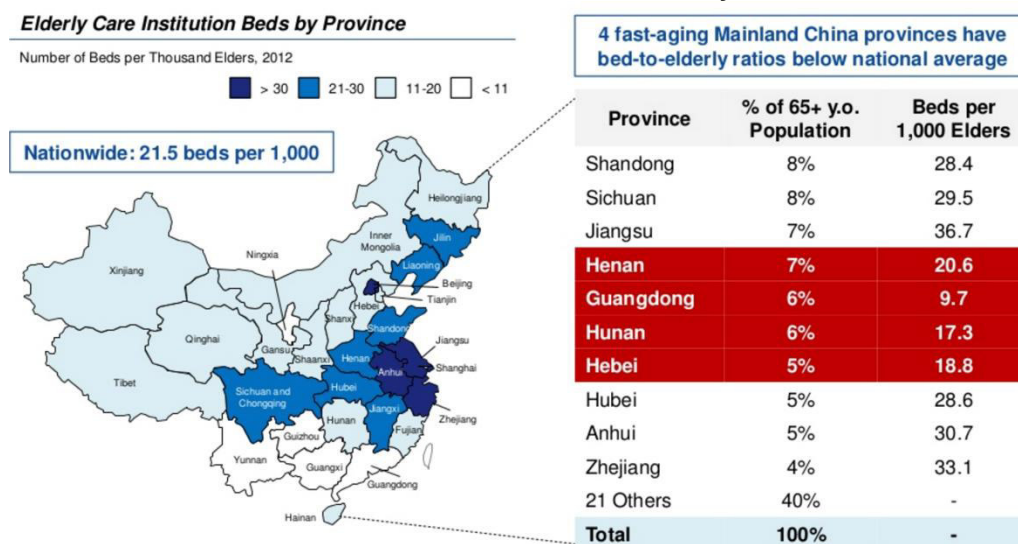 Elderly Care Institution Beds by Province
Number of Beds per Thousand Elders, 2012
> 30 21-30 11-20 < 11
Nationwide: 21.5 beds per 1,000
Heilongjiang
Jilin
Inner
Mongolia
Liaoning
Ningxia
Xinjiang
Beijing
Tianjin
Hebei
Shanxi
Shandong
Qinghai
Gansu
Shaanxi
Henan
Jiangsu
Shanghai
Anhui
Tibet
Sichuan and
Chongqing
Hubei
Zhejiang
Jiangxi
Hunan
Fujian
Guizhou
Yunnan
Guangxi
Guangdong
Hainan
4 fast-aging Mainland China provinces have
bed-to-elderly ratios below national average
Province % of 65+ y.o. Population Beds per 1,000 Elders
Shandong 8% 28.4
Sichuan 8% 29.5
Jiangsu 7% 36.7
Henan 7% 20.6
Guangdong 6% 9.7
Hunan 6% 17.3
Hebei 5% 18.8
Hubei 5% 28.6
Anhui 5% 30.7
Zhejiang 4% 33.1
21 Others 40% -
Total 100% -